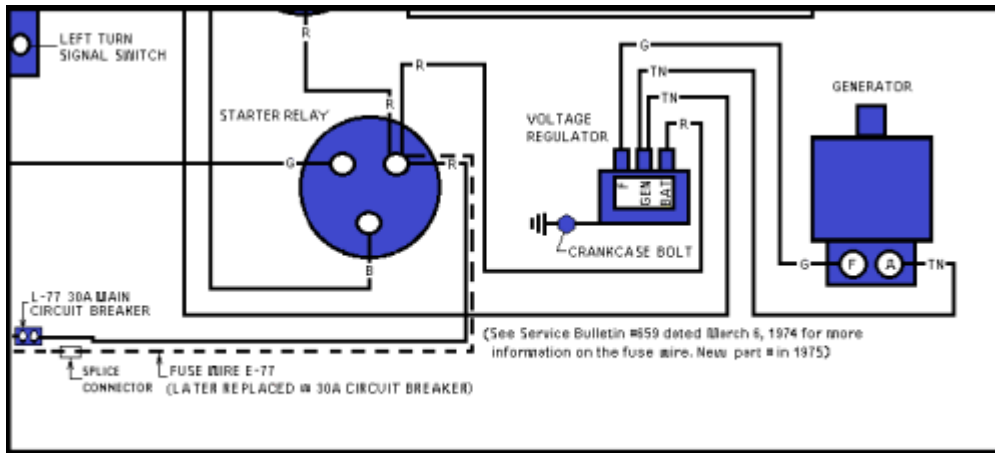 LEFT TURN
SIGNAL SWITCH
R
R
R
STARTER RELAY
G
R
B
G
TN
TN
R
VOLTAGE
REGULATOR
F
GEN
BAT
CRANKCASE BOLT
GENERATOR
G
F
A
TN
L-77 30A MAIN
CIRCUIT BREAKER
SPLICE
CONNECTOR
FUSE WIRE E-77
(LATER REPLACED W 30A CIRCUIT BREAKER)
(See Service Bulletin #659 dated March 6, 1974 for more
information on the fuse wire. New part # in 1975)